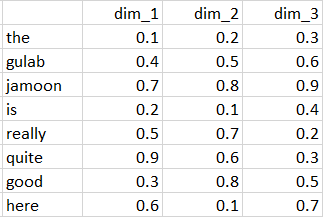 dim_1 dim_2 dim_3
the 0.1 0.2 0.3
gulab 0.4 0.5 0.6
jamoon 0.7 0.8 0.9
is 0.2 0.1 0.4
really 0.5 0.7 0.2
quite 0.9 0.6 0.3
good 0.3 0.8 0.5
here 0.6 0.1 0.7